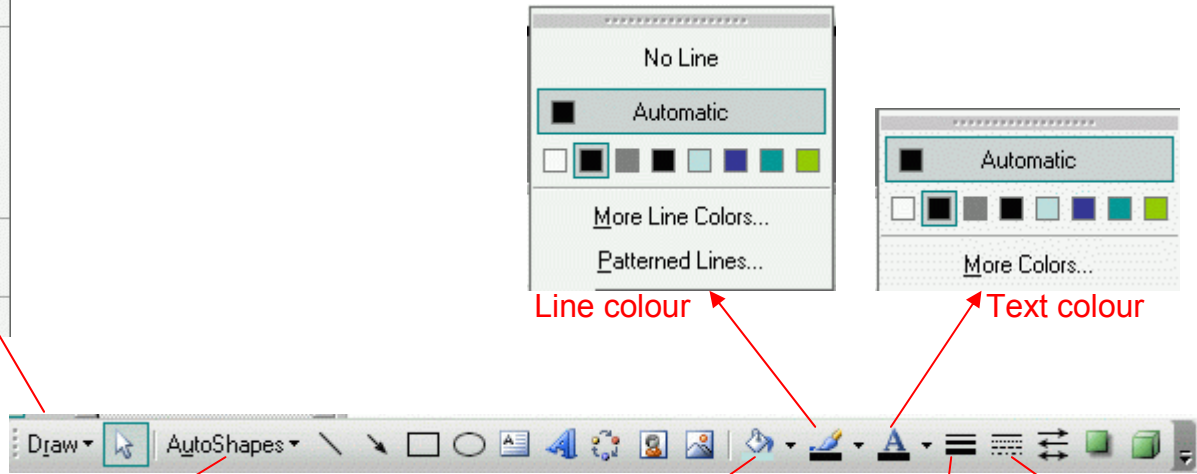 No Line
Automatic
More Line Colors...
Patterned Lines...
Line colour
Automatic
More Colors...
Text colour
Draw AutoShapes A